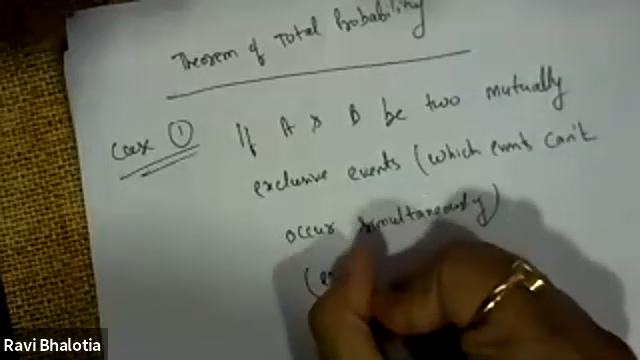 Theorem of Total Probability
Case ① If A & B be two mutually
exclusive events (which events can't
occur simultaneously)
Ravi Bhalotia